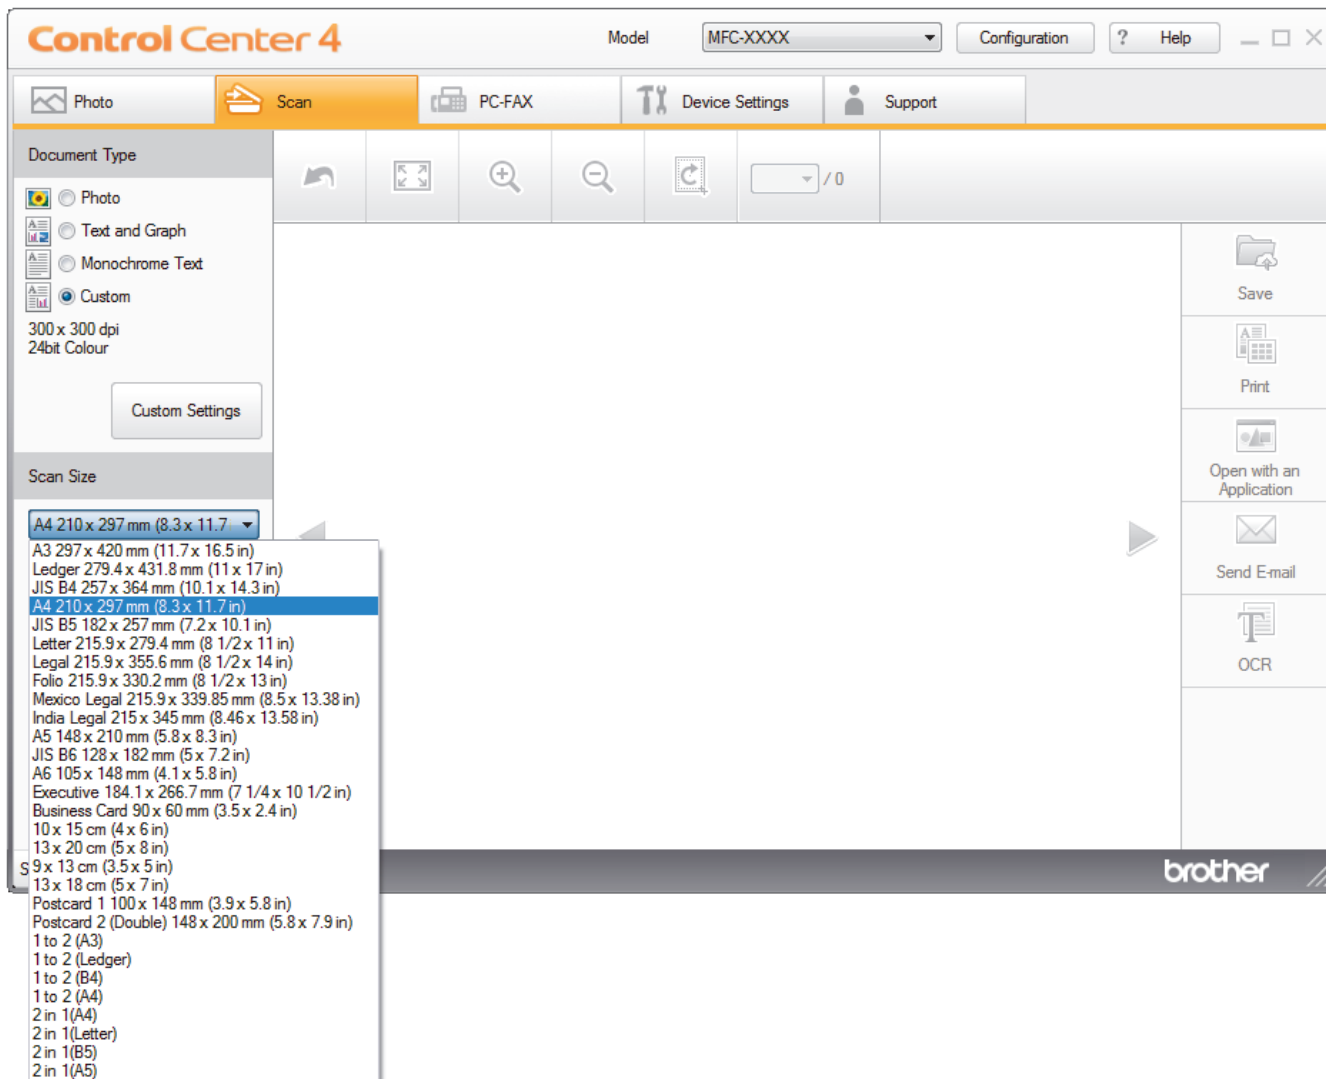 Control Center 4
Model
MFC-XXXX
Configuration
? Help
Photo
Scan
PC-FAX
Device Settings
Support
Document Type
Photo
Text and Graph
Monochrome Text
Custom
300 x 300 dpi
24bit Colour
Custom Settings
/ 0
Save
Print
Open with an
Application
Send E-mail
OCR
Scan Size
A4 210 x 297 mm (8.3 x 11.7
A3 297 x 420 mm (11.7 x 16.5 in)
Ledger 279.4 x 431.8 mm (11 x 17 in)
JIS B4 257 x 364 mm (10.1 x 14.3 in)
A4 210 x 297 mm (8.3 x 11.7 in)
JIS B5 182 x 257 mm (7.2 x 10.1 in)
Letter 215.9 x 279.4 mm (8 1/2 x 11 in)
Legal 215.9 x 355.6 mm (8 1/2 x 14 in)
Folio 215.9 x 330.2 mm (8 1/2 x 13 in)
Mexico Legal 215.9 x 339.85 mm (8.5 x 13.38 in)
India Legal 215 x 345 mm (8.46 x 13.58 in)
A5 148 x 210 mm (5.8 x 8.3 in)
JIS B6 128 x 182 mm (5 x 7.2 in)
A6 105 x 148 mm (4.1 x 5.8 in)
Executive 184.1 x 266.7 mm (7 1/4 x 10 1/2 in)
Business Card 90 x 60 mm (3.5 x 2.4 in)
10 x 15 cm (4 x 6 in)
13 x 20 cm (5 x 8 in)
9 x 13 cm (3.5 x 5 in)
13 x 18 cm (5 x 7 in)
Postcard 1 100 x 148 mm (3.9 x 5.8 in)
Postcard 2 (Double) 148 x 200 mm (5.8 x 7.9 in)
1 to 2 (A3)
1 to 2 (Ledger)
1 to 2 (B4)
1 to 2 (A4)
2 in 1(A4)
2 in 1(Letter)
2 in 1(B5)
2 in 1(A5)
brother